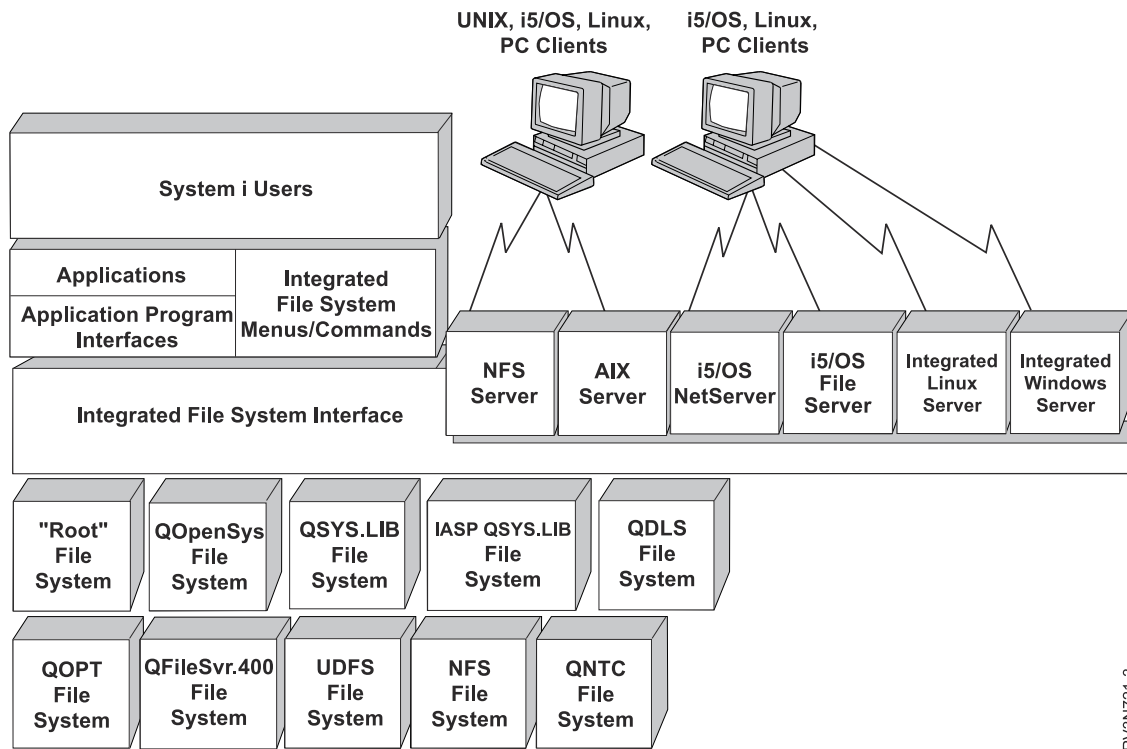 UNIX, i5/OS, Linux,
PC Clients
i5/OS, Linux,
PC Clients
System i Users
Applications
Application Program
Interfaces
Integrated
File System
Menus/Commands
Integrated File System Interface
NFS
Server
AIX
Server
i5/OS
NetServer
i5/OS
File
Server
Integrated
Linux
Server
Integrated
Windows
Server
"Root"
File
System
QOpenSys
File
System
QSYS.LIB
File
System
IASP QSYS.LIB
File
System
QDLS
File
System
QOPT
File
System
QFileSvr.400
File
System
UDFS
File
System
NFS
File
System
QNTC
File
System